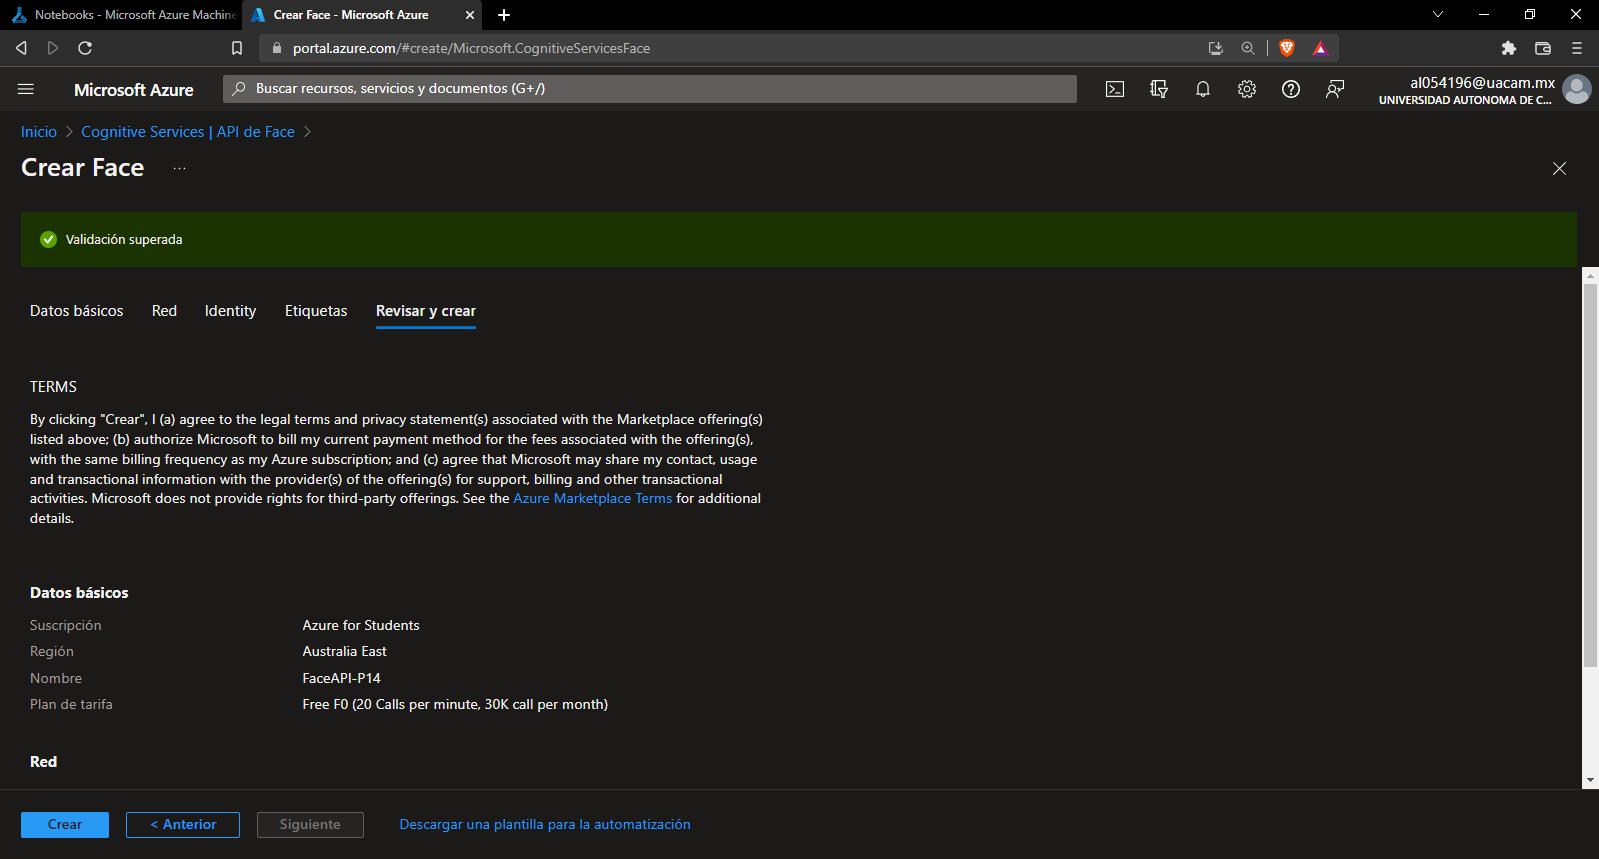 Notebooks - Microsoft Azure Machine
Crear Face - Microsoft Azure
portal.azure.com/#create/Microsoft.CognitiveServicesFace
Microsoft Azure
Buscar recursos, servicios y documentos (G+/)
al054196@uacam.mx
UNIVERSIDAD AUTONOMA DE C...
Inicio > Cognitive Services | API de Face >
Crear Face ...
Validación superada
Datos básicos Red Identity Etiquetas Revisar y crear
TERMS
By clicking "Crear", I (a) agree to the legal terms and privacy statement(s) associated with the Marketplace offering(s)
listed above; (b) authorize Microsoft to bill my current payment method for the fees associated with the offering(s),
with the same billing frequency as my Azure subscription; and (c) agree that Microsoft may share my contact, usage
and transactional information with the provider(s) of the offering(s) for support, billing and other transactional
activities. Microsoft does not provide rights for third-party offerings. See the Azure Marketplace Terms for additional
details.
Datos básicos
Suscripción Azure for Students
Región Australia East
Nombre FaceAPI-P14
Plan de tarifa Free F0 (20 Calls per minute, 30K call per month)
Red
Crear < Anterior Siguiente Descargar una plantilla para la automatización